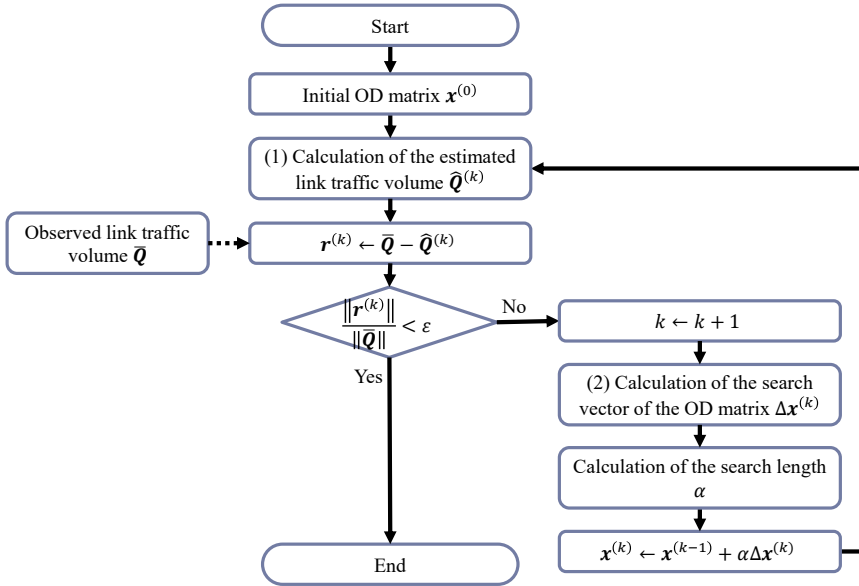 Start
Initial OD matrix 𝒙⁽⁰⁾
(1) Calculation of the estimated
link traffic volume 𝑸̂⁽ᵏ⁾
Observed link traffic
volume 𝑸̅
𝒓⁽ᵏ⁾ ← 𝑸̅ − 𝑸̂⁽ᵏ⁾
‖𝒓⁽ᵏ⁾‖
‖𝑸̅‖ < 𝜀
No
Yes
𝑘 ← 𝑘 + 1
(2) Calculation of the search
vector of the OD matrix Δ𝒙⁽ᵏ⁾
Calculation of the search length
𝛼
𝒙⁽ᵏ⁾ ← 𝒙⁽ᵏ⁻¹⁾ + 𝛼Δ𝒙⁽ᵏ⁾
End